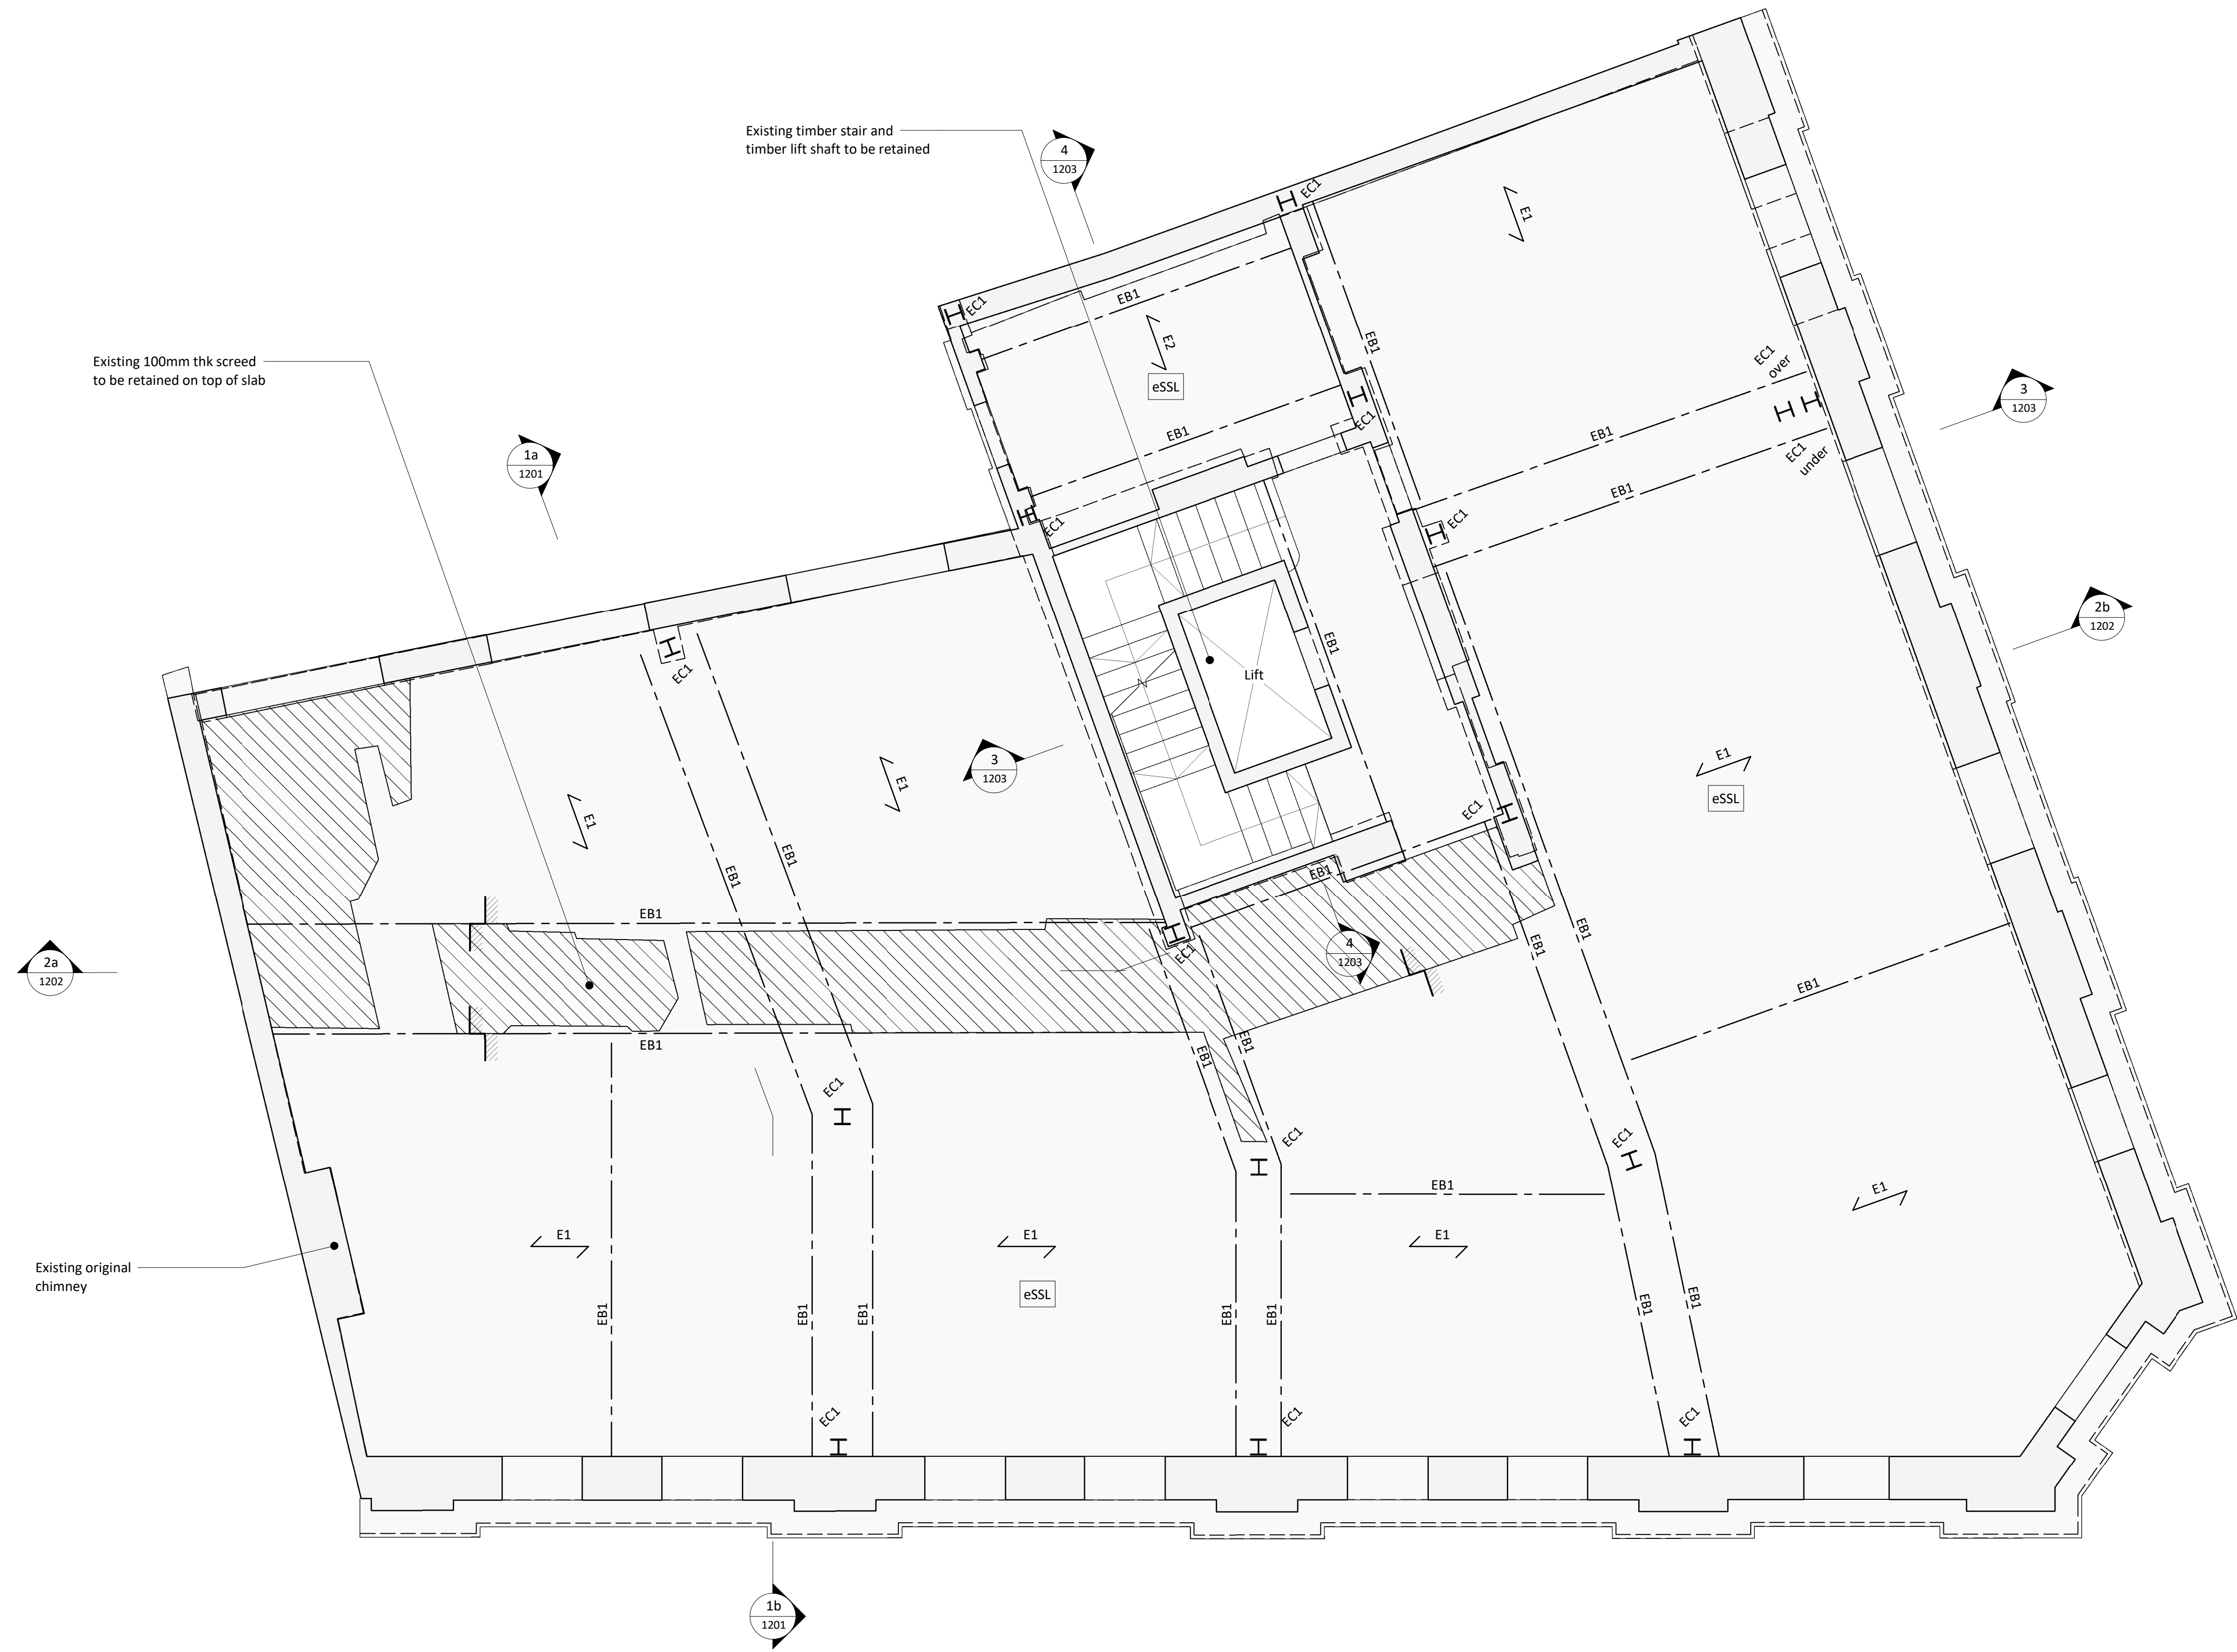 Existing timber stair and
timber lift shaft to be retained
4
1203
EC1
E1
EC1
EB1
EB1
E2
eSSL
EC1
over
Existing 100mm thk screed
to be retained on top of slab
3
1203
EC1
EB1
EB1
1a
1201
EC1
under
EB1
EC1
EC1
2b
1202
EB1
Lift
EC1
3
1203
E1
E1
E1
eSSL
EC1
EB1
EB1
EB1
EB1
EC1
4
1203
EB1
EB1
2a
1202
EB1
EB1
EB1
EB1
EC1
EC1
EC1
EB1
E1
Existing original
chimney
E1
E1
E1
eSSL
EB1
EB1
EB1
EB1
EB1
EB1
EB1
EC1
EC1
EC1
1b
1201